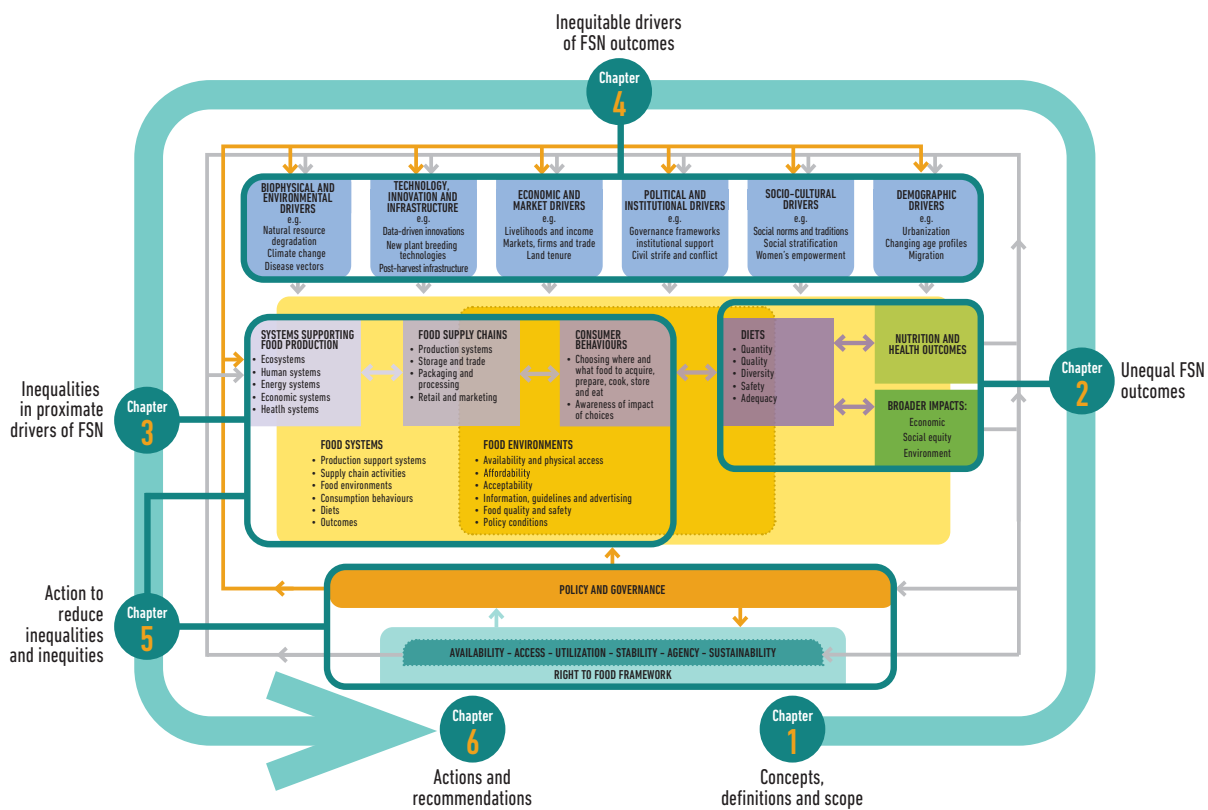 Inequitable drivers
of FSN outcomes
Chapter
4
BIOPHYSICAL AND
ENVIRONMENTAL
DRIVERS
e.g.
Natural resource
degradation
Climate change
Disease vectors
TECHNOLOGY,
INNOVATION AND
INFRASTRUCTURE
e.g.
Data-driven innovations
New plant breeding
technologies
Post-harvest infrastructure
ECONOMIC AND
MARKET DRIVERS
e.g.
Livelihoods and income
Markets, firms and trade
Land tenure
POLITICAL AND
INSTITUTIONAL DRIVERS
e.g.
Governance frameworks
institutional support
Civil strife and conflict
SOCIO-CULTURAL
DRIVERS
e.g.
Social norms and traditions
Social stratification
Women's empowerment
DEMOGRAPHIC
DRIVERS
e.g.
Urbanization
Changing age profiles
Migration
SYSTEMS SUPPORTING
FOOD PRODUCTION
• Ecosystems
• Human systems
• Energy systems
• Economic systems
• Health systems
FOOD SUPPLY CHAINS
• Production systems
• Storage and trade
• Packaging and
processing
• Retail and marketing
CONSUMER
BEHAVIOURS
• Choosing where and
what food to acquire,
prepare, cook, store
and eat
• Awareness of impact
of choices
DIETS
• Quantity
• Quality
• Diversity
• Safety
• Adequacy
NUTRITION AND
HEALTH OUTCOMES
BROADER IMPACTS:
Economic
Social equity
Environment
Chapter
2
Unequal FSN
outcomes
Inequalities
in proximate
drivers of FSN
Chapter
3
FOOD SYSTEMS
• Production support systems
• Supply chain activities
• Food environments
• Consumption behaviours
• Diets
• Outcomes
FOOD ENVIRONMENTS
• Availability and physical access
• Affordability
• Acceptability
• Information, guidelines and advertising
• Food quality and safety
• Policy conditions
Action to
reduce
inequalities
and inequities
Chapter
5
POLICY AND GOVERNANCE
AVAILABILITY – ACCESS – UTILIZATION – STABILITY – AGENCY – SUSTAINABILITY
RIGHT TO FOOD FRAMEWORK
Chapter
6
Actions and
recommendations
Chapter
1
Concepts,
definitions and scope